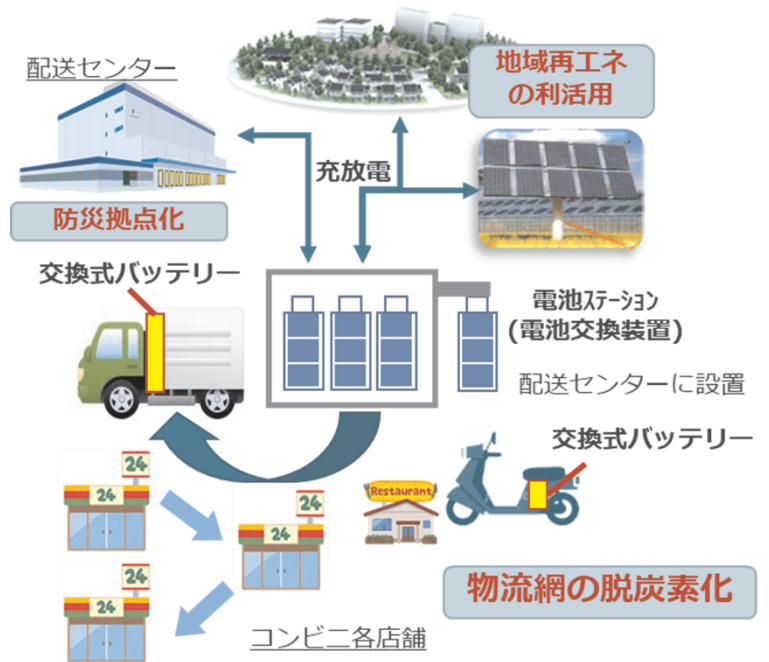 配送センター
地域再エネ
の利活用
充放電
防災拠点化
交換式バッテリー
電池ｽﾃｰｼｮﾝ
(電池交換装置)
配送センターに設置
交換式バッテリー
24
24
24
24
Restaurant
24
24
物流網の脱炭素化
コンビニ各店舗